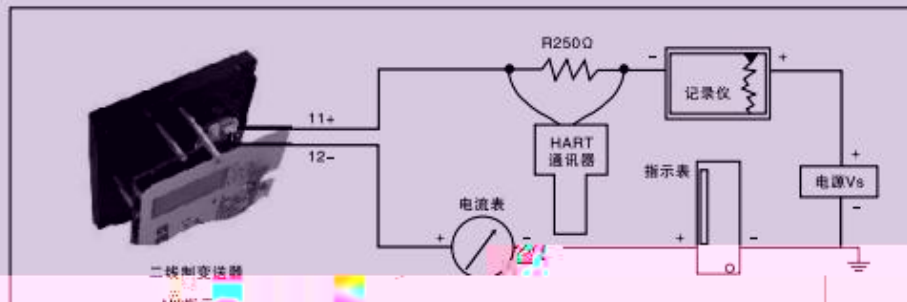 R250Ω
- 记录仪 +
11+
HART
通讯器
12-
指示表
+
电源Vs
-
电流表
+ -
+ -
二线制变送器